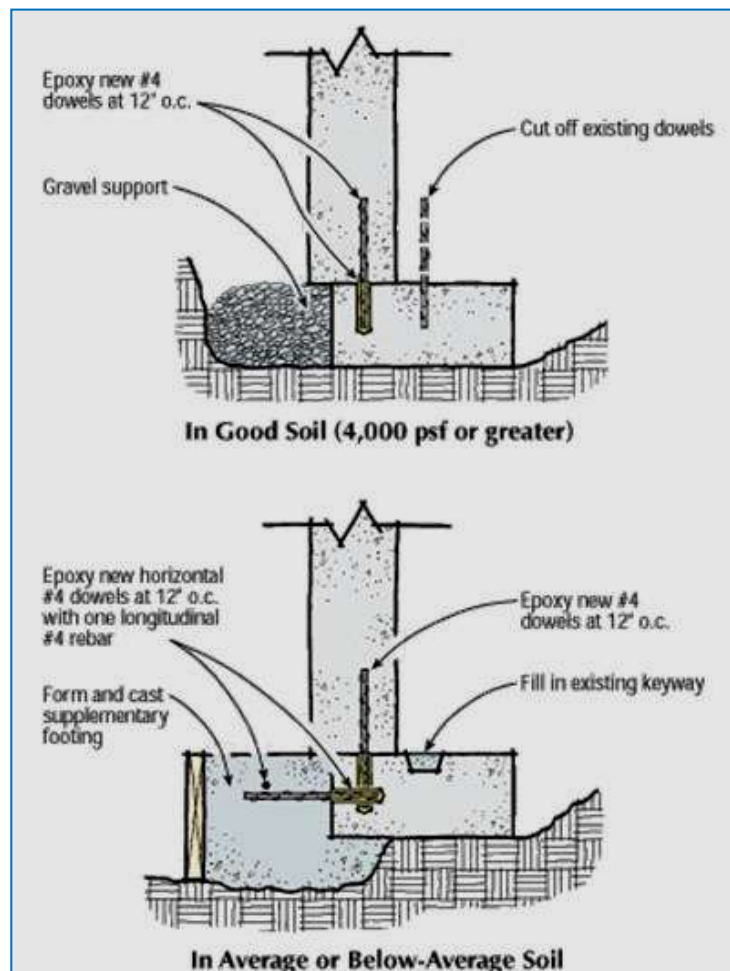 Epoxy new #4
dowels at 12" o.c.
Cut off existing dowels
Gravel support
In Good Soil (4,000 psf or greater)
Epoxy new horizontal
#4 dowels at 12" o.c.
with one longitudinal
#4 rebar
Epoxy new #4
dowels at 12" o.c.
Fill in existing keyway
Form and cast
supplementary
footing
In Average or Below-Average Soil